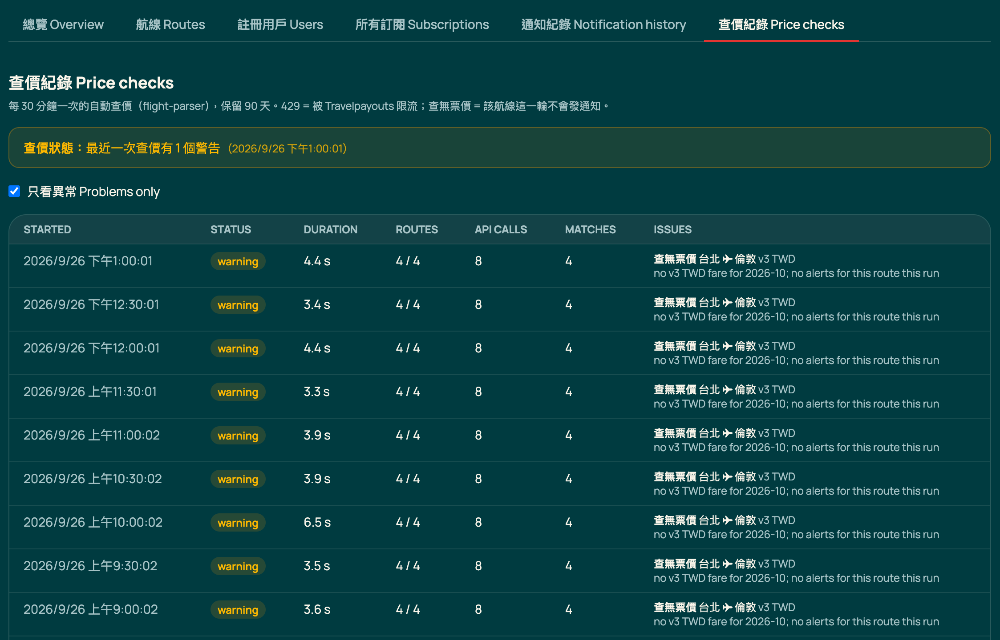 總覽 Overview 航線 Routes 註冊用戶 Users 所有訂閱 Subscriptions 通知紀錄 Notification history 查價紀錄 Price checks
查價紀錄 Price checks
每 30 分鐘一次的自動查價（flight-parser），保留 90 天。429 = 被 Travelpayouts 限流；查無票價 = 該航線這一輪不會發通知。
查價狀態：最近一次查價有 1 個警告（2026/9/26 下午1:00:01）
只看異常 Problems only
STARTED STATUS DURATION ROUTES API CALLS MATCHES ISSUES
2026/9/26 下午1:00:01 warning 4.4 s 4 / 4 8 4 查無票價 台北 ✈ 倫敦 v3 TWD
no v3 TWD fare for 2026-10; no alerts for this route this run
2026/9/26 下午12:30:01 warning 3.4 s 4 / 4 8 4 查無票價 台北 ✈ 倫敦 v3 TWD
no v3 TWD fare for 2026-10; no alerts for this route this run
2026/9/26 下午12:00:01 warning 4.4 s 4 / 4 8 4 查無票價 台北 ✈ 倫敦 v3 TWD
no v3 TWD fare for 2026-10; no alerts for this route this run
2026/9/26 上午11:30:01 warning 3.3 s 4 / 4 8 4 查無票價 台北 ✈ 倫敦 v3 TWD
no v3 TWD fare for 2026-10; no alerts for this route this run
2026/9/26 上午11:00:02 warning 3.9 s 4 / 4 8 4 查無票價 台北 ✈ 倫敦 v3 TWD
no v3 TWD fare for 2026-10; no alerts for this route this run
2026/9/26 上午10:30:02 warning 3.9 s 4 / 4 8 4 查無票價 台北 ✈ 倫敦 v3 TWD
no v3 TWD fare for 2026-10; no alerts for this route this run
2026/9/26 上午10:00:02 warning 6.5 s 4 / 4 8 4 查無票價 台北 ✈ 倫敦 v3 TWD
no v3 TWD fare for 2026-10; no alerts for this route this run
2026/9/26 上午9:30:02 warning 3.5 s 4 / 4 8 4 查無票價 台北 ✈ 倫敦 v3 TWD
no v3 TWD fare for 2026-10; no alerts for this route this run
2026/9/26 上午9:00:02 warning 3.6 s 4 / 4 8 4 查無票價 台北 ✈ 倫敦 v3 TWD
no v3 TWD fare for 2026-10; no alerts for this route this run